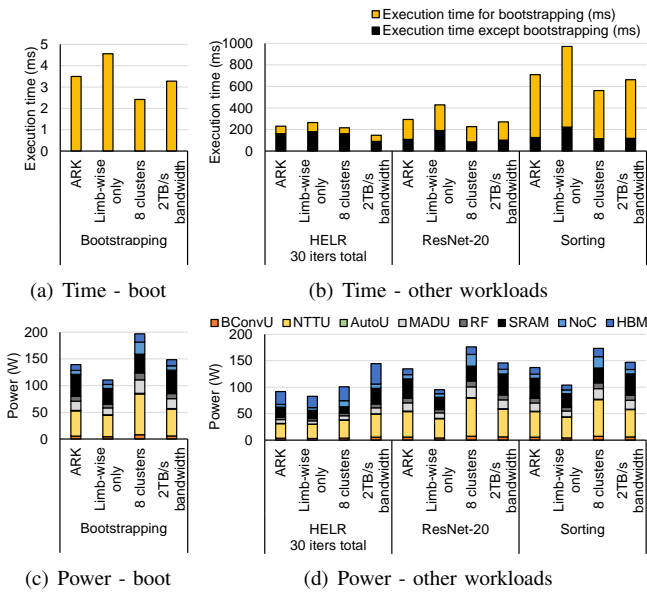 Execution time for bootstrapping (ms)
Execution time except bootstrapping (ms)
Execution time (ms)
5
4
3
2
1
0
ARK
Limb-wise only
8 clusters
2TB/s bandwidth
Bootstrapping
(a) Time - boot
Execution time (ms)
1000
800
600
400
200
0
ARK
Limb-wise only
8 clusters
2TB/s bandwidth
ARK
Limb-wise only
8 clusters
2TB/s bandwidth
ARK
Limb-wise only
8 clusters
2TB/s bandwidth
HELR
30 iters total
ResNet-20
Sorting
(b) Time - other workloads
BConvU NTTU AutoU MADU RF SRAM NoC HBM
Power (W)
200
150
100
50
0
ARK
Limb-wise only
8 clusters
2TB/s bandwidth
Bootstrapping
(c) Power - boot
Power (W)
200
150
100
50
0
ARK
Limb-wise only
8 clusters
2TB/s bandwidth
ARK
Limb-wise only
8 clusters
2TB/s bandwidth
ARK
Limb-wise only
8 clusters
2TB/s bandwidth
HELR
30 iters total
ResNet-20
Sorting
(d) Power - other workloads